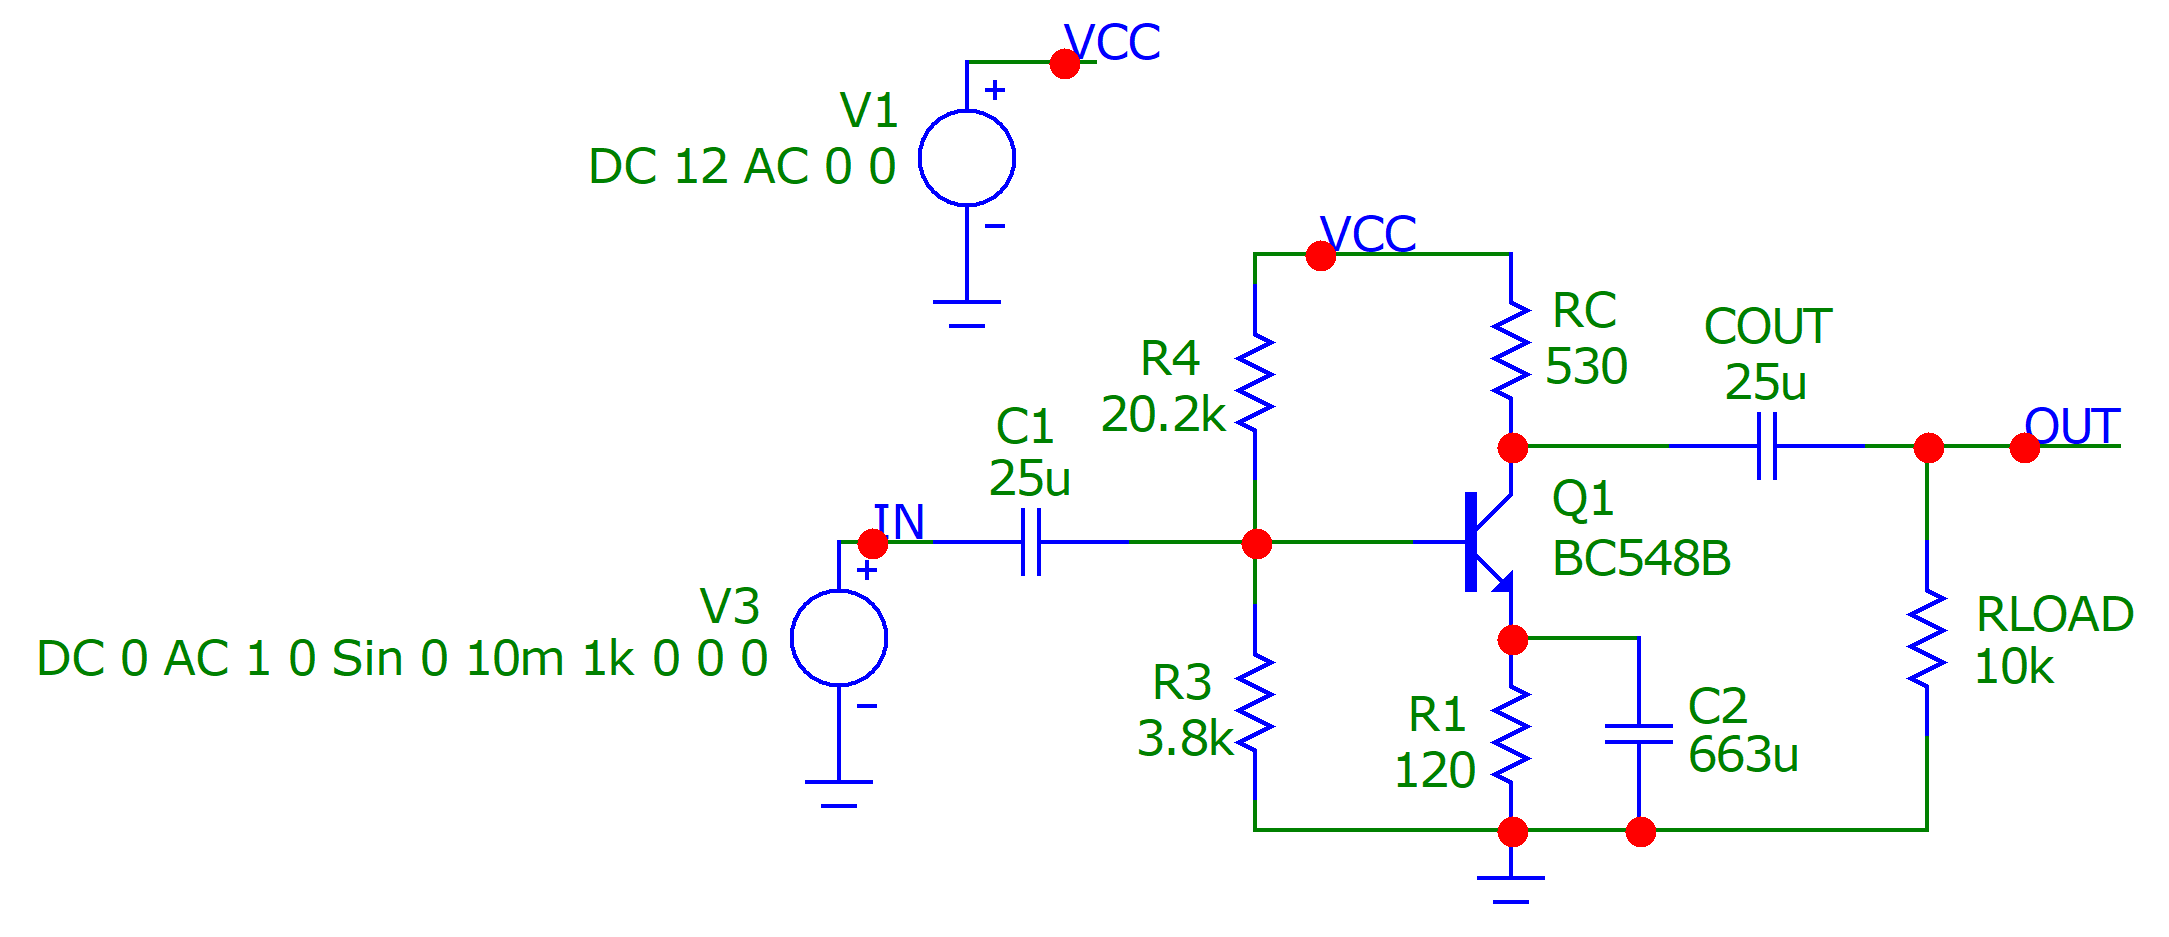 VCC
+
V1
DC 12 AC 0 0
−
VCC
RC
530
COUT
25u
R4
20.2k
C1
25u
OUT
IN
+
Q1
BC548B
V3
DC 0 AC 1 0 Sin 0 10m 1k 0 0 0
−
RLOAD
10k
R3
3.8k
R1
120
C2
663u